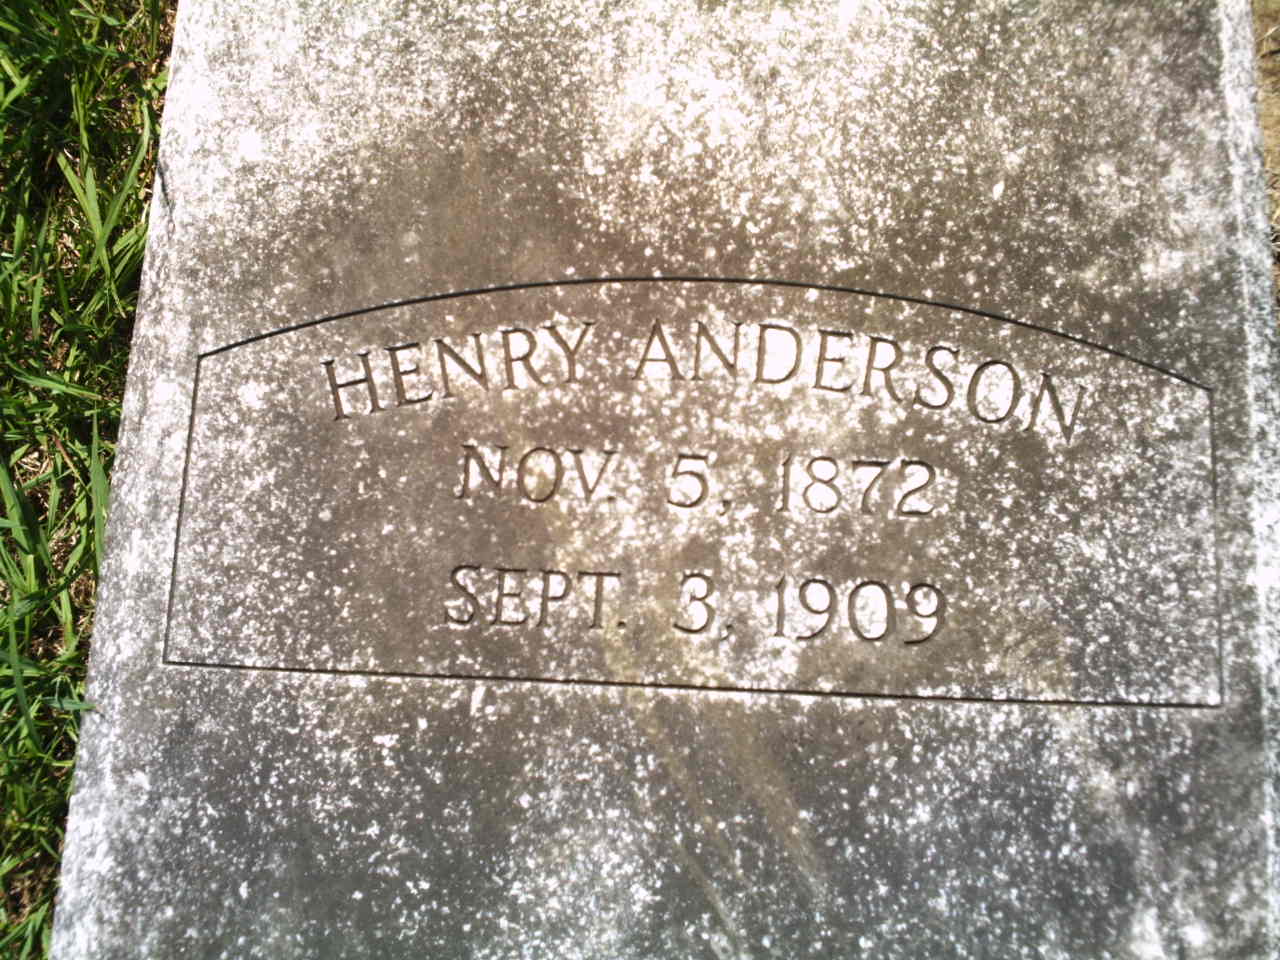 HENRY ANDERSON
NOV. 5, 1872
SEPT. 3, 1909